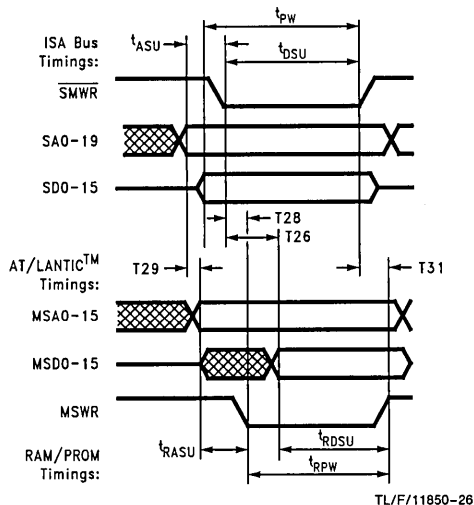 ISA Bus
Timings:
tASU
tPW
tDSU
SMWR
SA0-19
SD0-15
T28
T26
AT/LANTIC™
Timings:
T29
T31
MSA0-15
MSD0-15
MSWR
RAM/PROM
Timings:
tRASU
tRDSU
tRPW
TL/F/11850-26